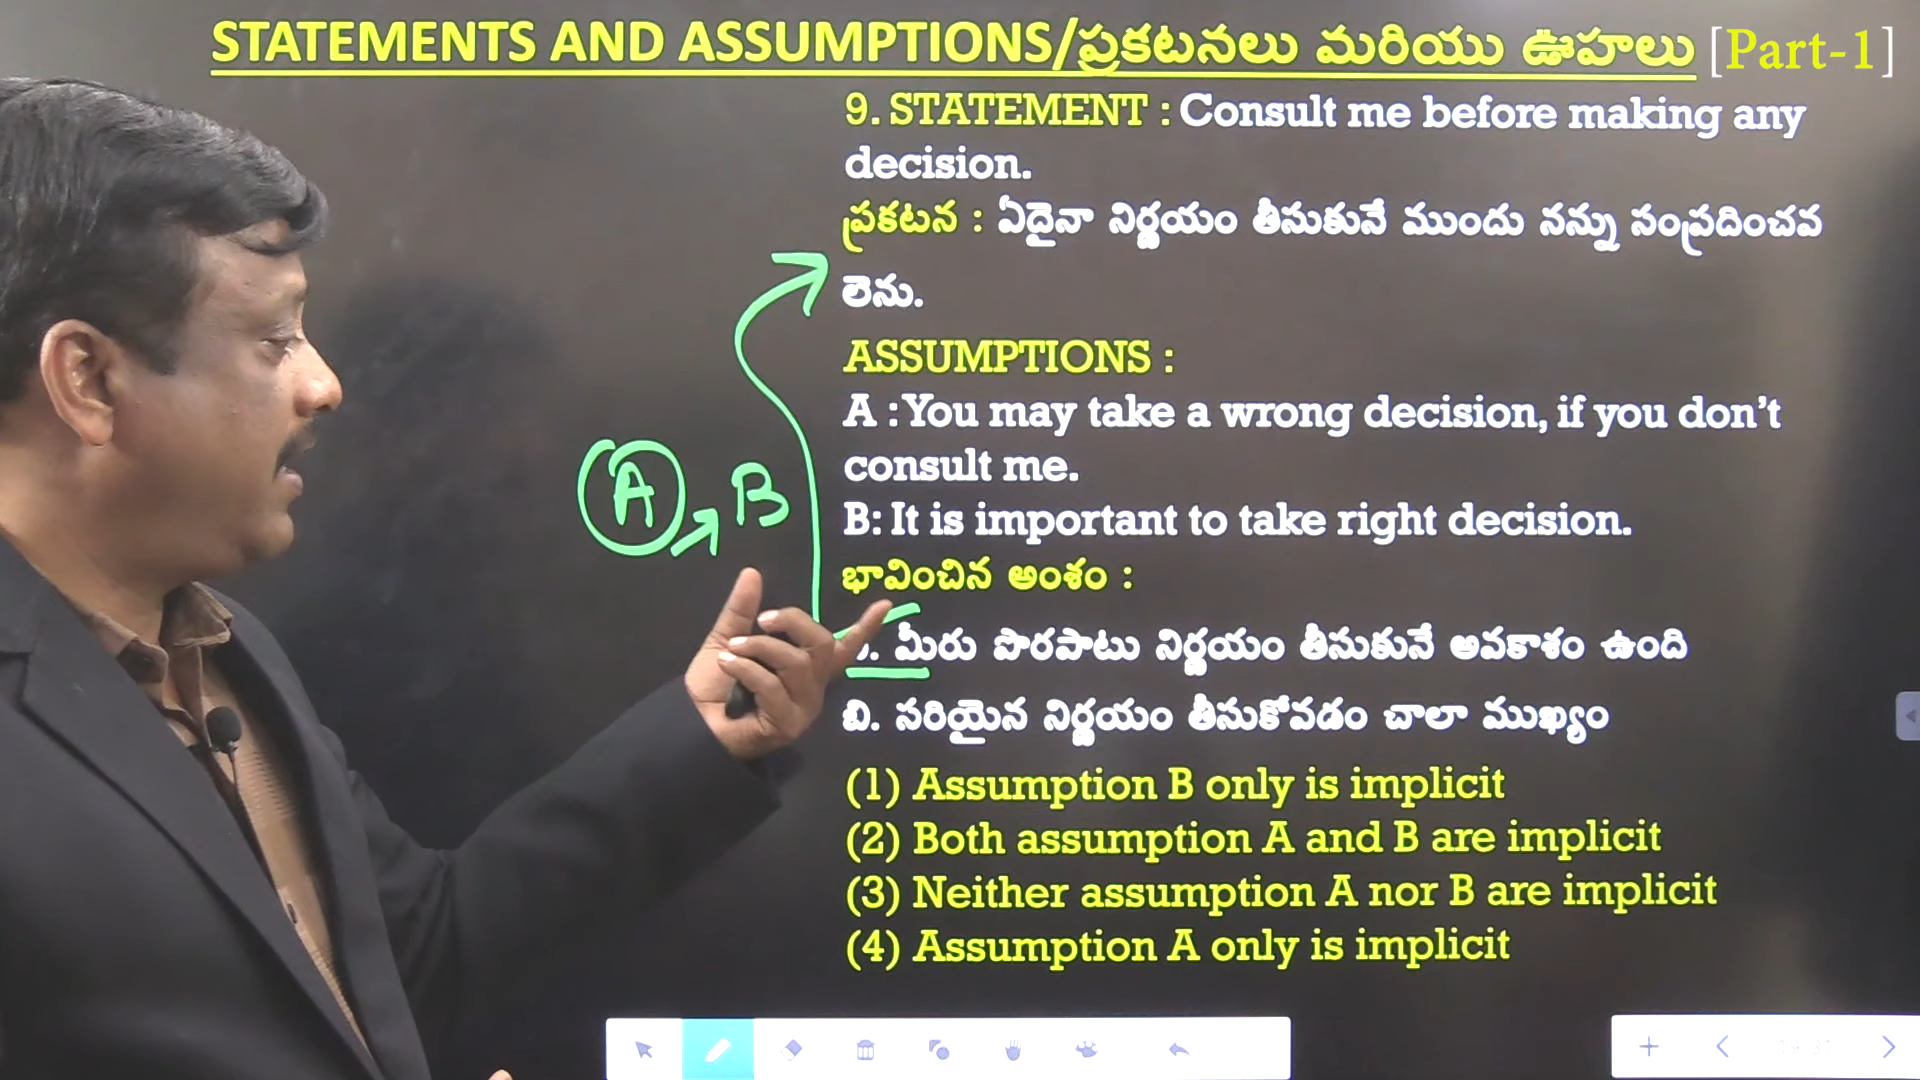 STATEMENTS AND ASSUMPTIONS/ప్రకటనలు మరియు ఊహలు [Part-1]
9. STATEMENT : Consult me before making any
decision.
ప్రకటన : ఏదైనా నిర్ణయం తీసుకునే ముందు నన్ను సంప్రదించవ
లెను.
ASSUMPTIONS :
A : You may take a wrong decision, if you don't
consult me.
B: It is important to take right decision.
A B
భావించిన అంశం :
మీరు పొరపాటు నిర్ణయం తీసుకునే అవకాశం ఉంది
బి. సరియైన నిర్ణయం తీసుకోవడం చాలా ముఖ్యం
(1) Assumption B only is implicit
(2) Both assumption A and B are implicit
(3) Neither assumption A nor B are implicit
(4) Assumption A only is implicit